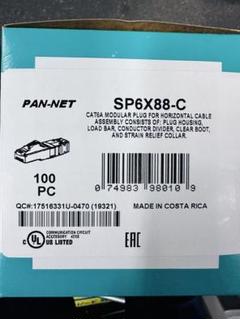 PAN-NET
SP6X88-C
CAT6A MODULAR PLUG FOR HORIZONTAL CABLE
ASSEMBLY CONSISTS OF: PLUG HOUSING,
LOAD BAR, CONDUCTOR DIVIDER, CLEAR BOOT,
AND STRAIN RELIEF COLLAR.
100
PC
0 74983 98010 9
QC#:17516331U-0470 (19321)
c UL US LISTED
COMMUNICATION CIRCUIT
ACCESSORY
EAC
MADE IN COSTA RICA